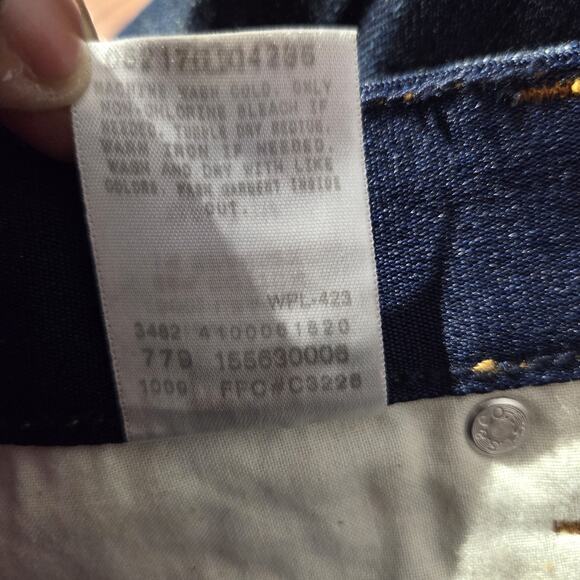 MACHINE WASH COLD. ONLY
NON-CHLORINE BLEACH IF
NEEDED. TUMBLE DRY MEDIUM.
WARM IRON IF NEEDED.
WASH AND DRY WITH LIKE
COLORS. WASH GARMENT INSIDE
OUT.
WPL-423
3482 4100061820
779 155630006
1009 FFC#C3226